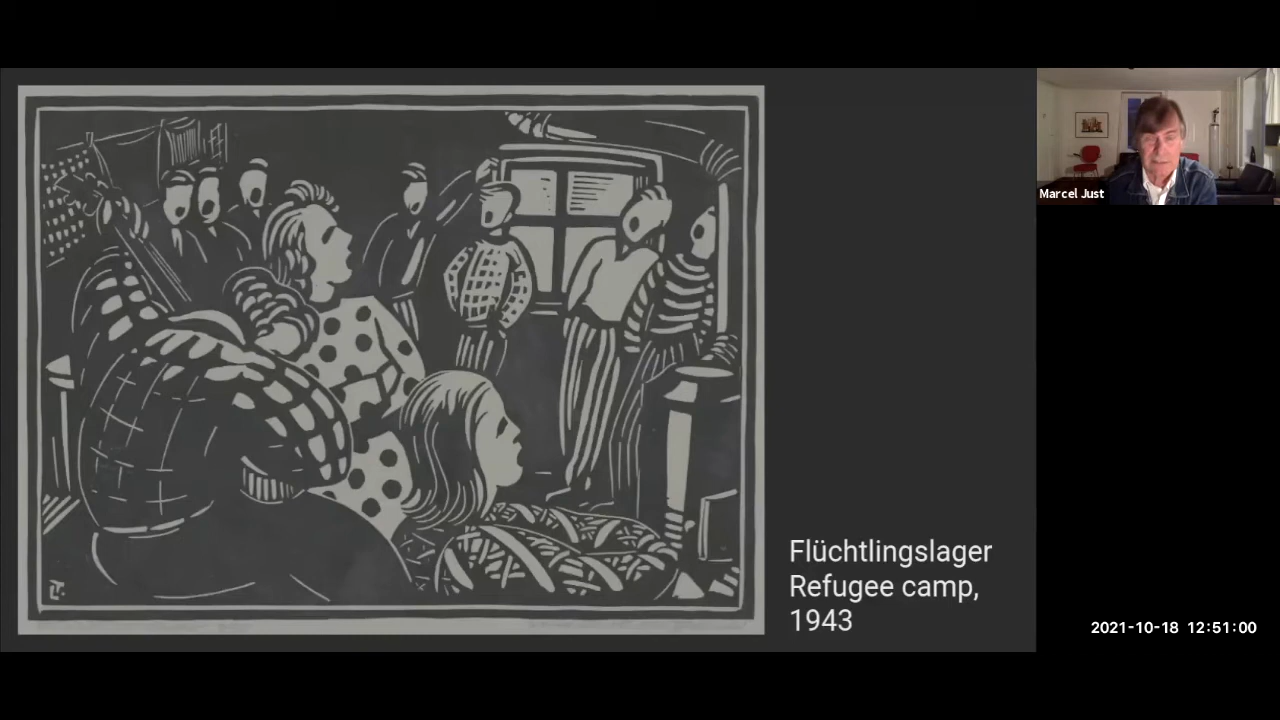 Marcel Just
Flüchtlingslager
Refugee camp,
1943
2021-10-18 12:51:00